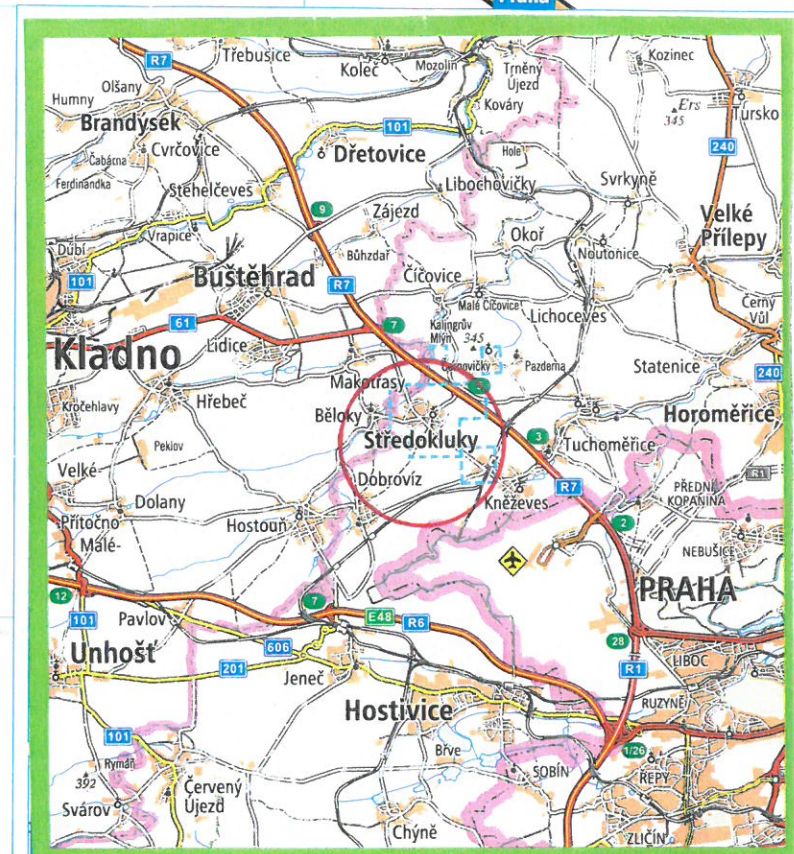 Praha
R7
Třebusice
Koleč
Mozolín
Trněný
Újezd
Kozinec
Olšany
Humny
Kováry
Ers
345
Tursko
Brandýsek
101
Cvrčovice
Dřetovice
240
Čabárna
Hole
Ferdinandka
Stehelčeves
Libochovičky
Svrkyně
9
Zájezd
Velké
Přílepy
Vrapice
Okoř
Dubí
Bůhzdař
Noutonice
101
Buštěhrad
R7
Číčovice
Malé Číčovice
Lichoceves
Černý
Vůl
61
7
Kalingrův
Mlýn
345
Kladno
Lidice
Černovičky
Pazderna
Statenice
Makotřasy
240
Kročehlavy
Hřebeč
Běloky
Horoměřice
Středokluky
3
Tuchoměřice
Peklov
Velké
Dobrovíz
R7
PŘEDNÍ
KOPANINA
R1
Dolany
Kněževes
Přítočno
Hostouň
2
Malé-
NEBUŠICE
PRAHA
12
7
101
Pavlov
E48
R6
28
Unhošť
606
LIBOC
201
Jeneč
R1
Hostivice
RUZYNĚ
101
Břve
1/26
Rymáň
SOBÍN
ŘEPY
392
Červený
Újezd
Svárov
Chýně
ZLIČÍN